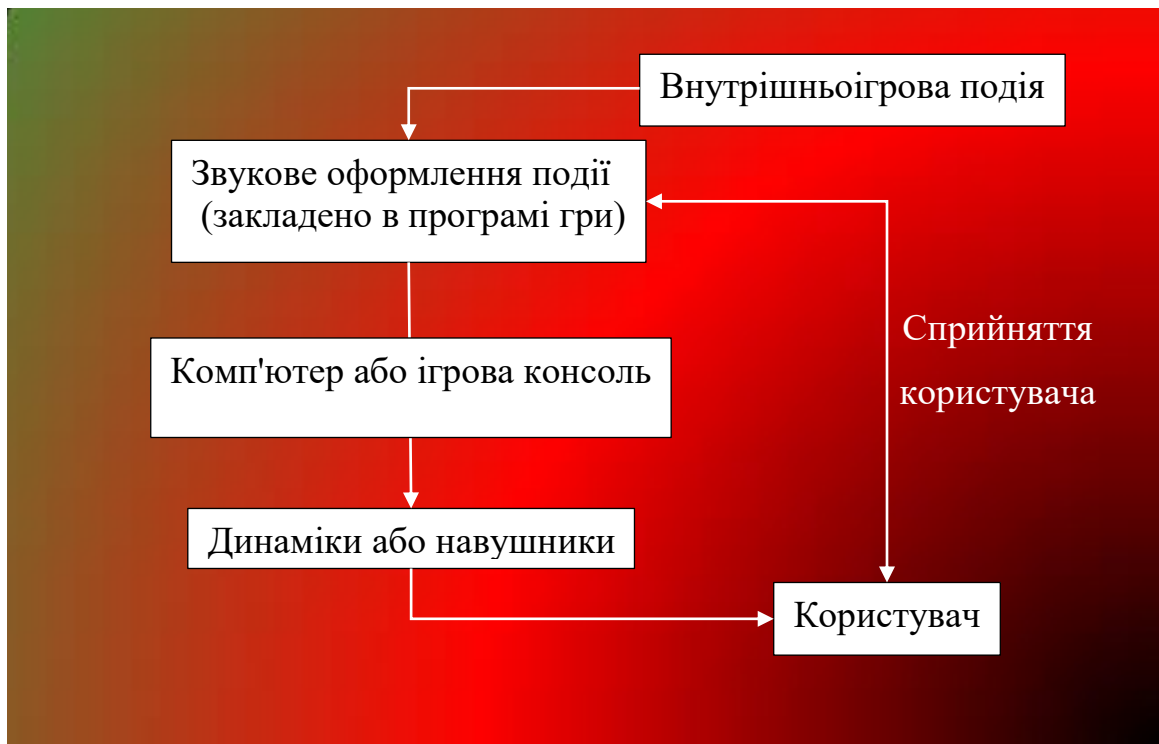 Внутрішньоігрова подія
Звукове оформлення події
(закладено в програмі гри)
Сприйняття
користувача
Комп'ютер або ігрова консоль
Динаміки або навушники
Користувач